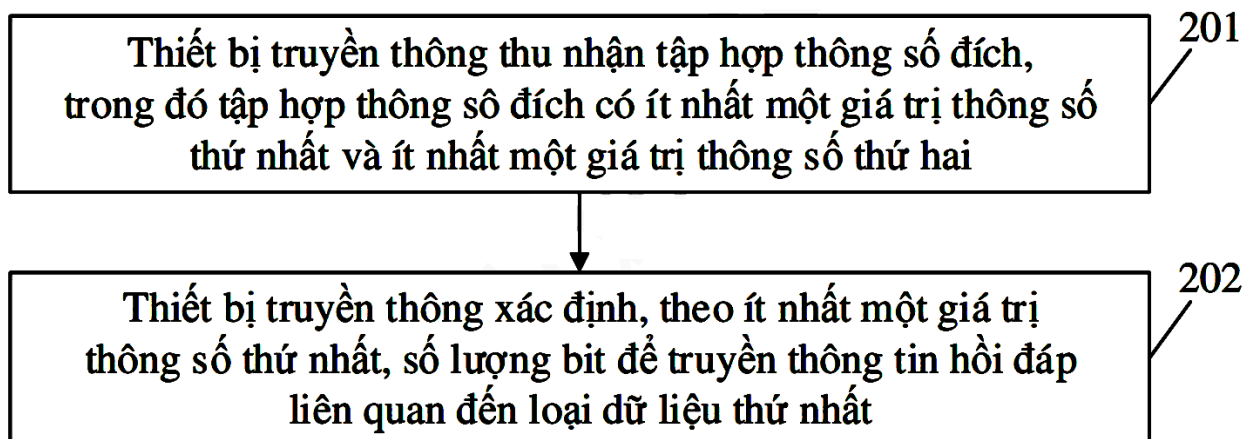 Thiết bị truyền thông thu nhận tập hợp thông số đích,
trong đó tập hợp thông sô đích có ít nhất một giá trị thông số
thứ nhất và ít nhất một giá trị thông số thứ hai
201
Thiết bị truyền thông xác định, theo ít nhất một giá trị
thông số thứ nhất, số lượng bit để truyền thông tin hồi đáp
liên quan đến loại dữ liệu thứ nhất
202